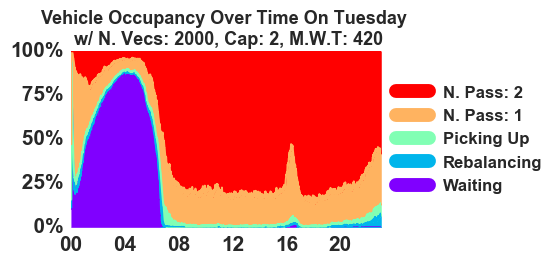 Vehicle Occupancy Over Time On Tuesday
w/ N. Vecs: 2000, Cap: 2, M.W.T: 420
100%
75%
50%
25%
0%
00 04 08 12 16 20
N. Pass: 2
N. Pass: 1
Picking Up
Rebalancing
Waiting